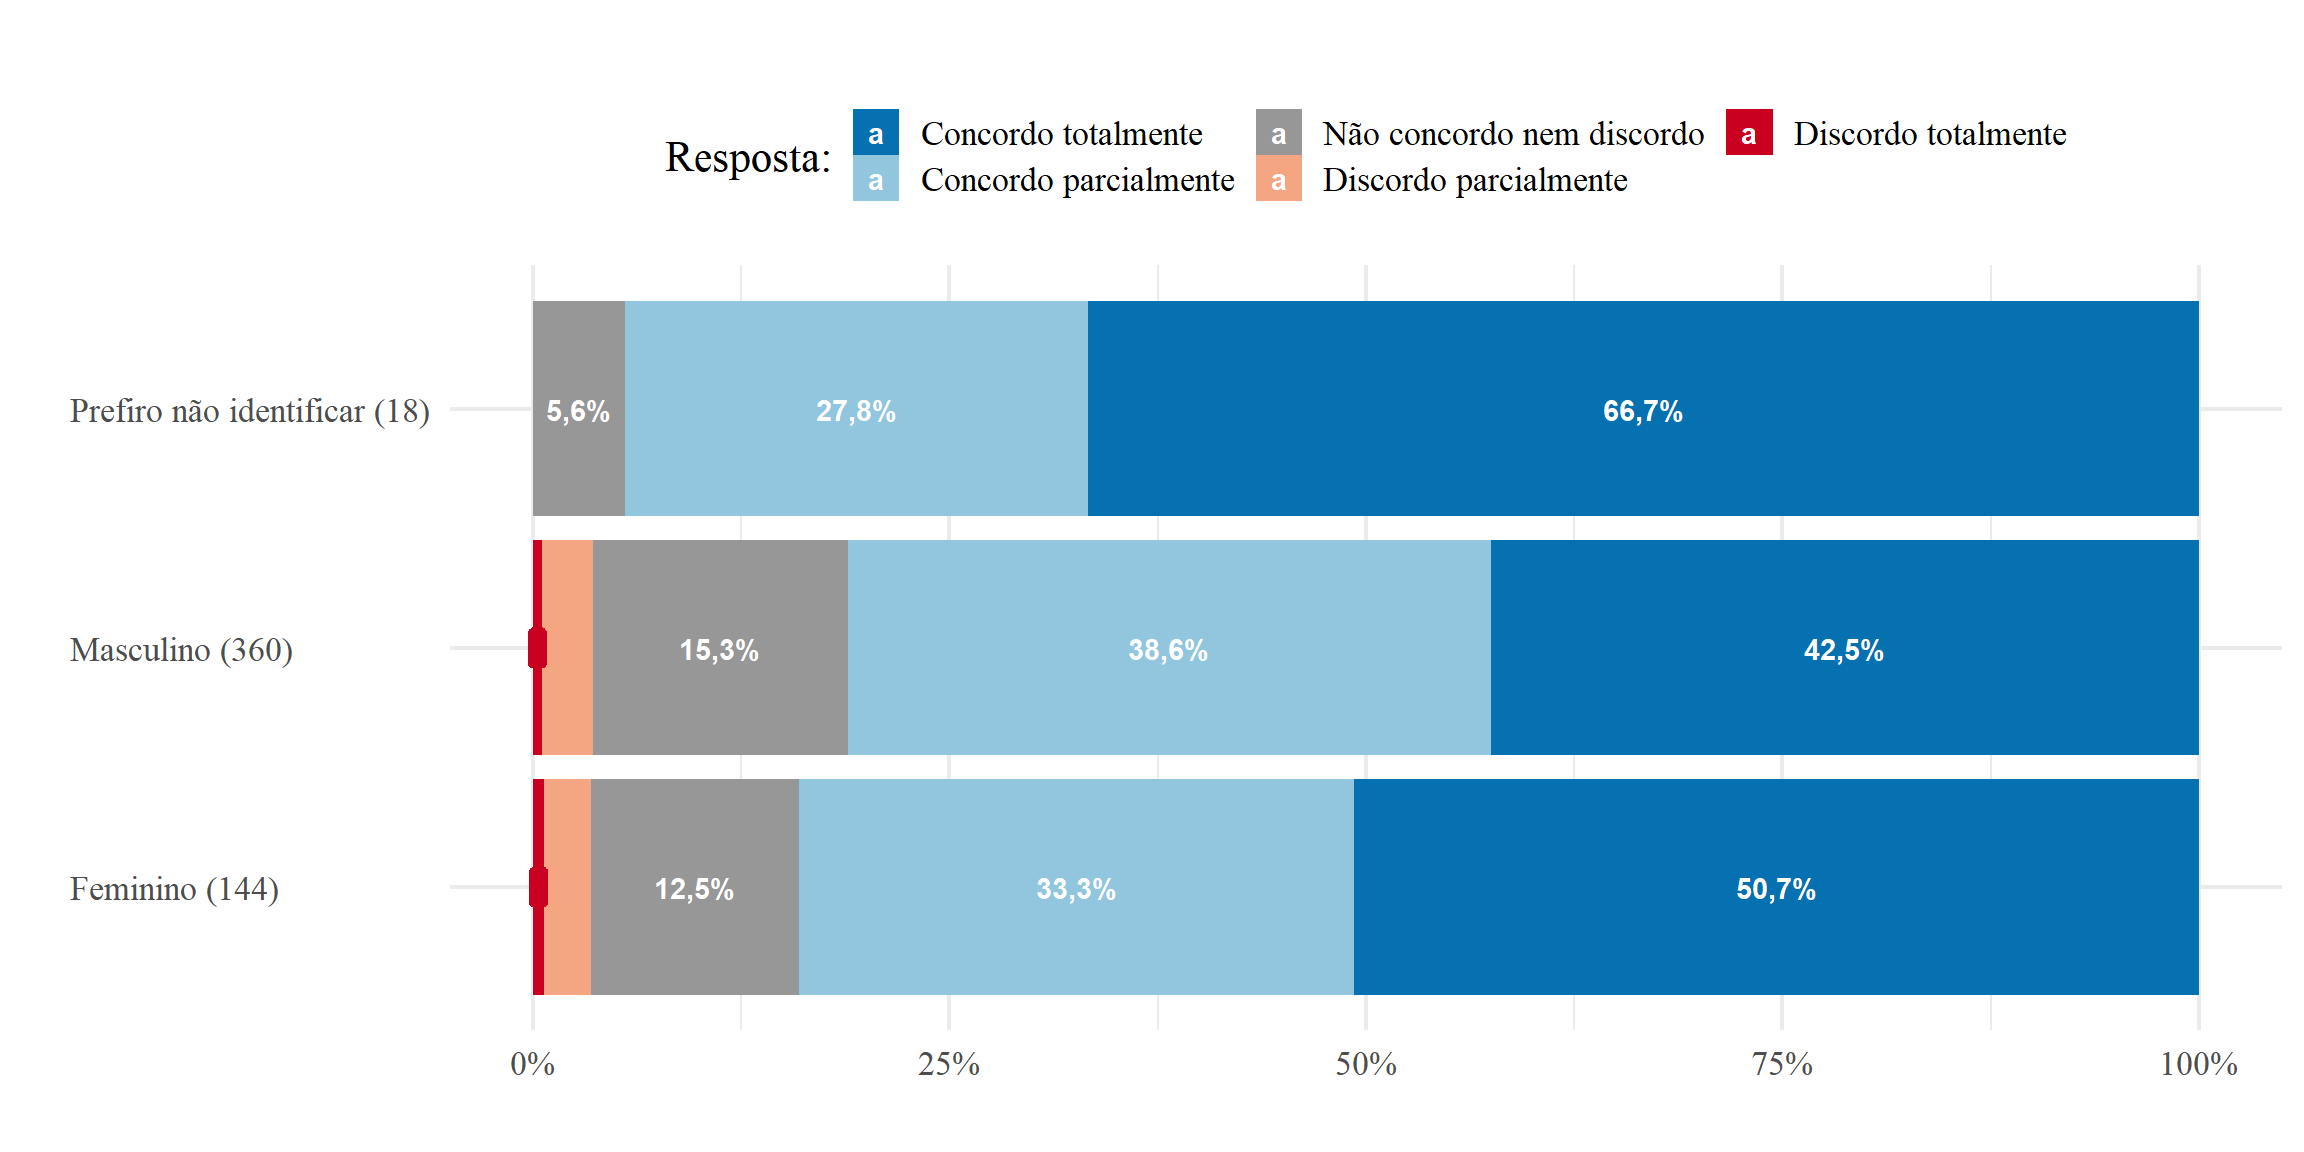 Resposta:
a Concordo totalmente a Não concordo nem discordo a Discordo totalmente
a Concordo parcialmente a Discordo parcialmente
Prefiro não identificar (18) 5,6% 27,8% 66,7%
Masculino (360) 15,3% 38,6% 42,5%
Feminino (144) 12,5% 33,3% 50,7%
0% 25% 50% 75% 100%